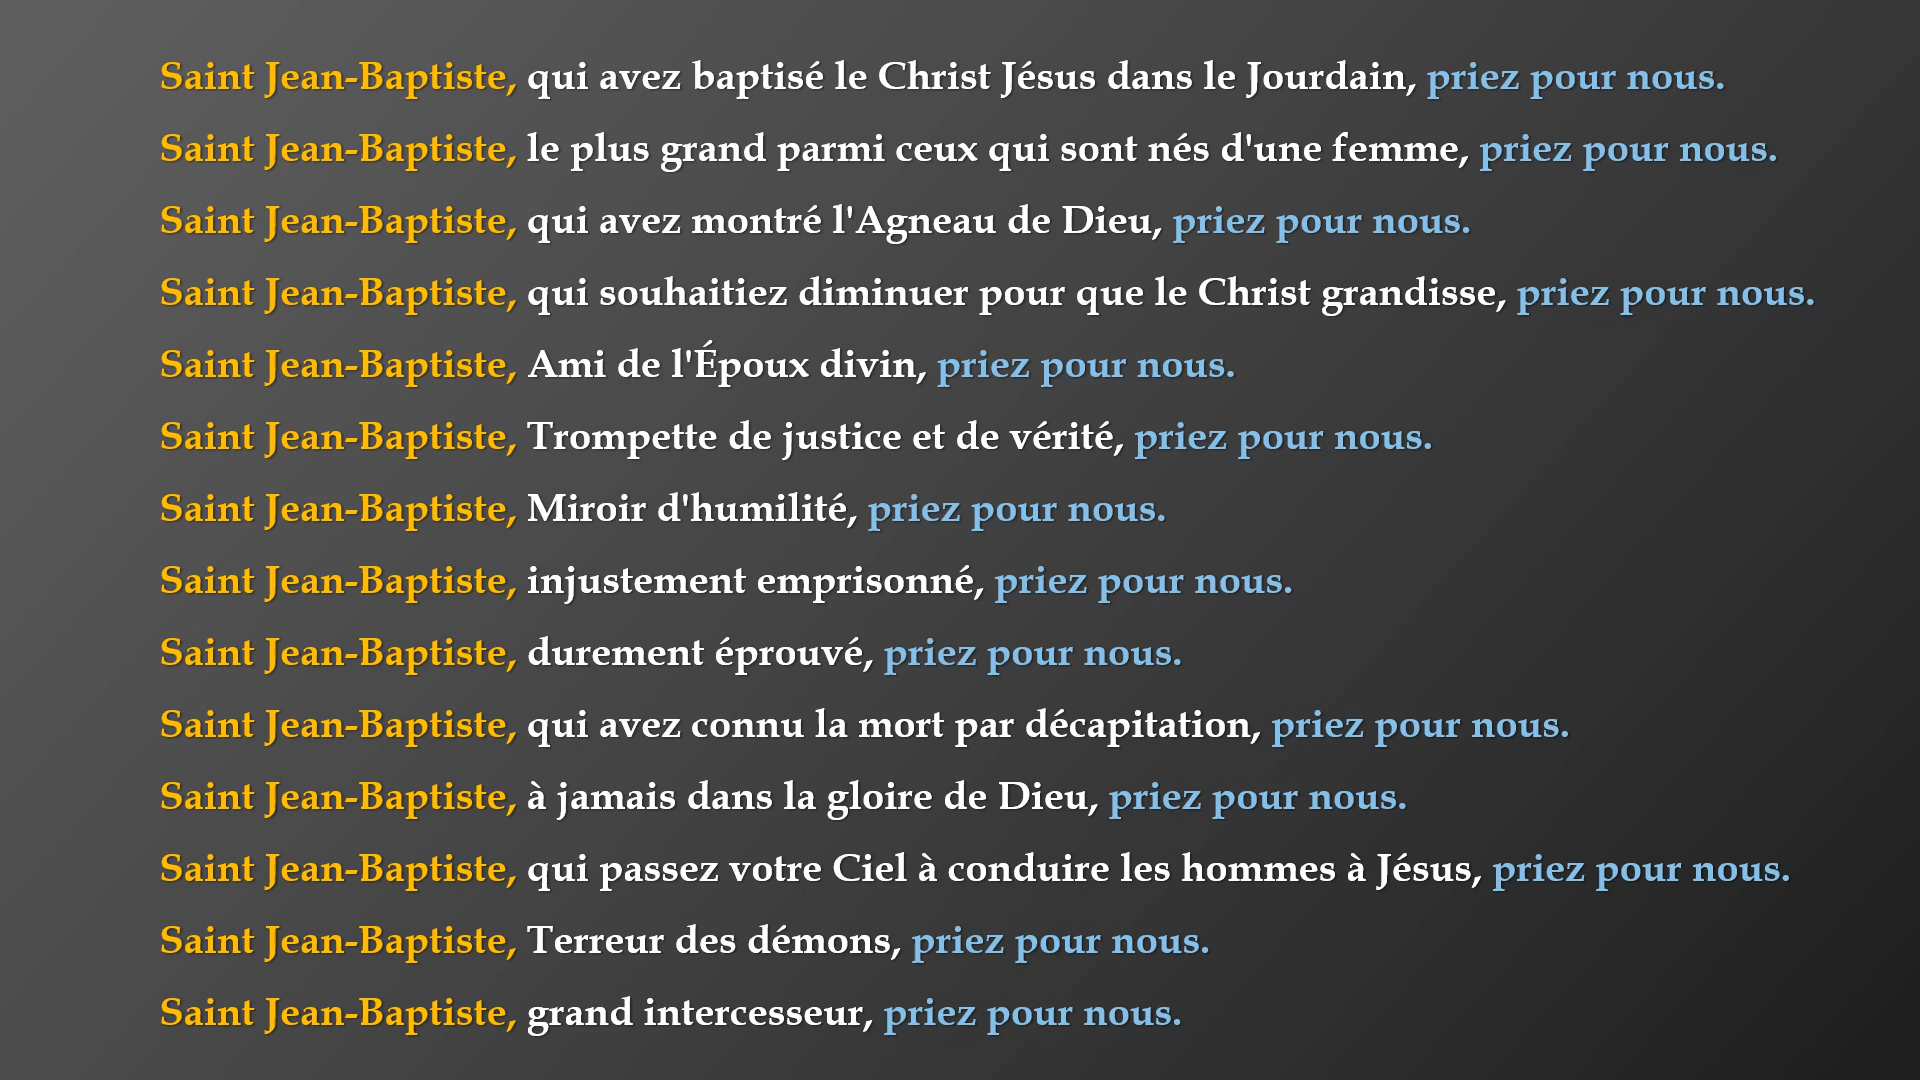 Saint Jean-Baptiste, qui avez baptisé le Christ Jésus dans le Jourdain, priez pour nous.
Saint Jean-Baptiste, le plus grand parmi ceux qui sont nés d'une femme, priez pour nous.
Saint Jean-Baptiste, qui avez montré l'Agneau de Dieu, priez pour nous.
Saint Jean-Baptiste, qui souhaitiez diminuer pour que le Christ grandisse, priez pour nous.
Saint Jean-Baptiste, Ami de l'Époux divin, priez pour nous.
Saint Jean-Baptiste, Trompette de justice et de vérité, priez pour nous.
Saint Jean-Baptiste, Miroir d'humilité, priez pour nous.
Saint Jean-Baptiste, injustement emprisonné, priez pour nous.
Saint Jean-Baptiste, durement éprouvé, priez pour nous.
Saint Jean-Baptiste, qui avez connu la mort par décapitation, priez pour nous.
Saint Jean-Baptiste, à jamais dans la gloire de Dieu, priez pour nous.
Saint Jean-Baptiste, qui passez votre Ciel à conduire les hommes à Jésus, priez pour nous.
Saint Jean-Baptiste, Terreur des démons, priez pour nous.
Saint Jean-Baptiste, grand intercesseur, priez pour nous.